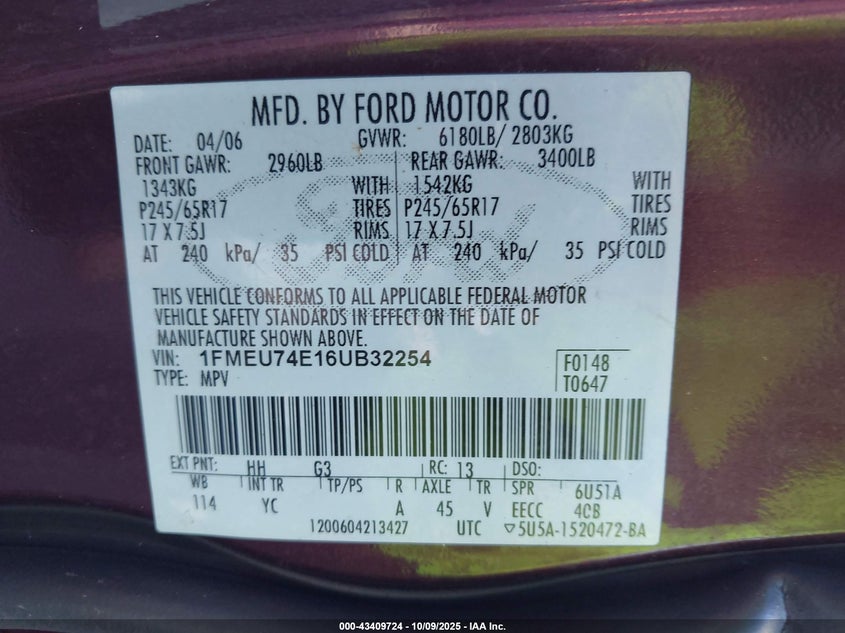 MFD. BY FORD MOTOR CO.
DATE: 04/06 GVWR: 6180LB/ 2803KG
FRONT GAWR: 2960LB REAR GAWR: 3400LB
1343KG WITH 1542KG WITH
P245/65R17 TIRES P245/65R17 TIRES
17 X 7.5J RIMS 17 X 7.5J RIMS
AT 240 kPa/ 35 PSI COLD AT 240 kPa/ 35 PSI COLD
THIS VEHICLE CONFORMS TO ALL APPLICABLE FEDERAL MOTOR
VEHICLE SAFETY STANDARDS IN EFFECT ON THE DATE OF
MANUFACTURE SHOWN ABOVE.
VIN: 1FMEU74E16UB32254 F0148
TYPE: MPV T0647
EXT PNT: HH G3 RC: 13 DSO:
WB INT TR TP/PS R AXLE TR SPR 6U51A
114 YC A 45 V EECC 4CB
1200604213427 UTC ▽5U5A-1520472-BA
000-43409724 | 10/09/2025 - IAA Inc.